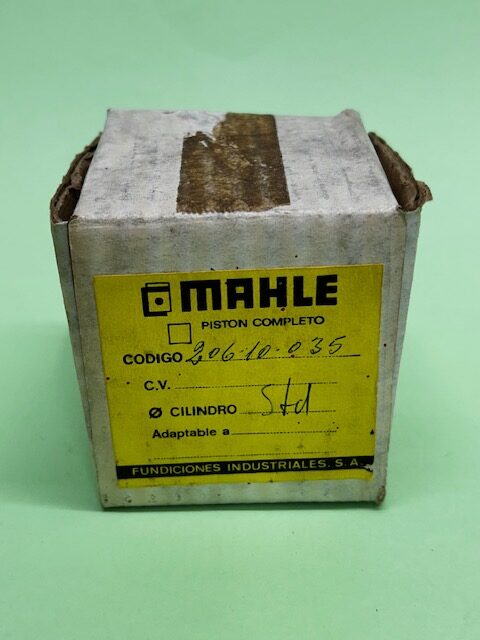 MAHLE
PISTON COMPLETO
CODIGO 206-10-035
C.V.
Ø CILINDRO Std
Adaptable a
FUNDICIONES INDUSTRIALES. S. A.